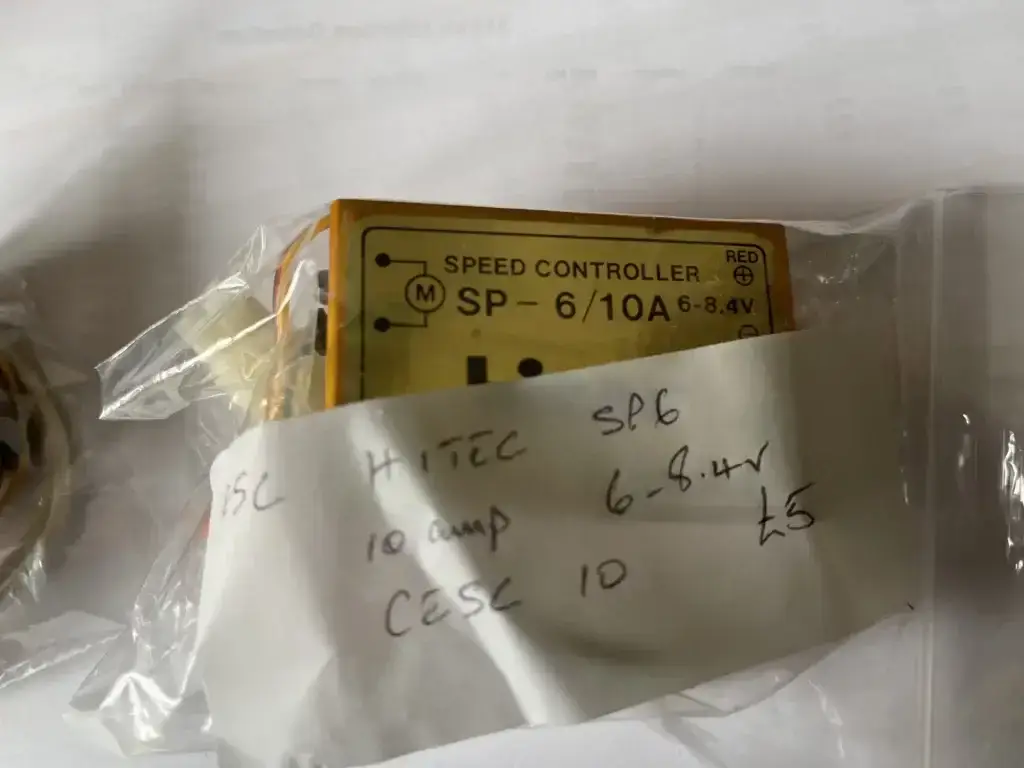 SPEED CONTROLLER
RED
M
SP - 6/10A 6-8.4V
HITEC SP6
10 amp 6-8.4v
£5
CESC 10